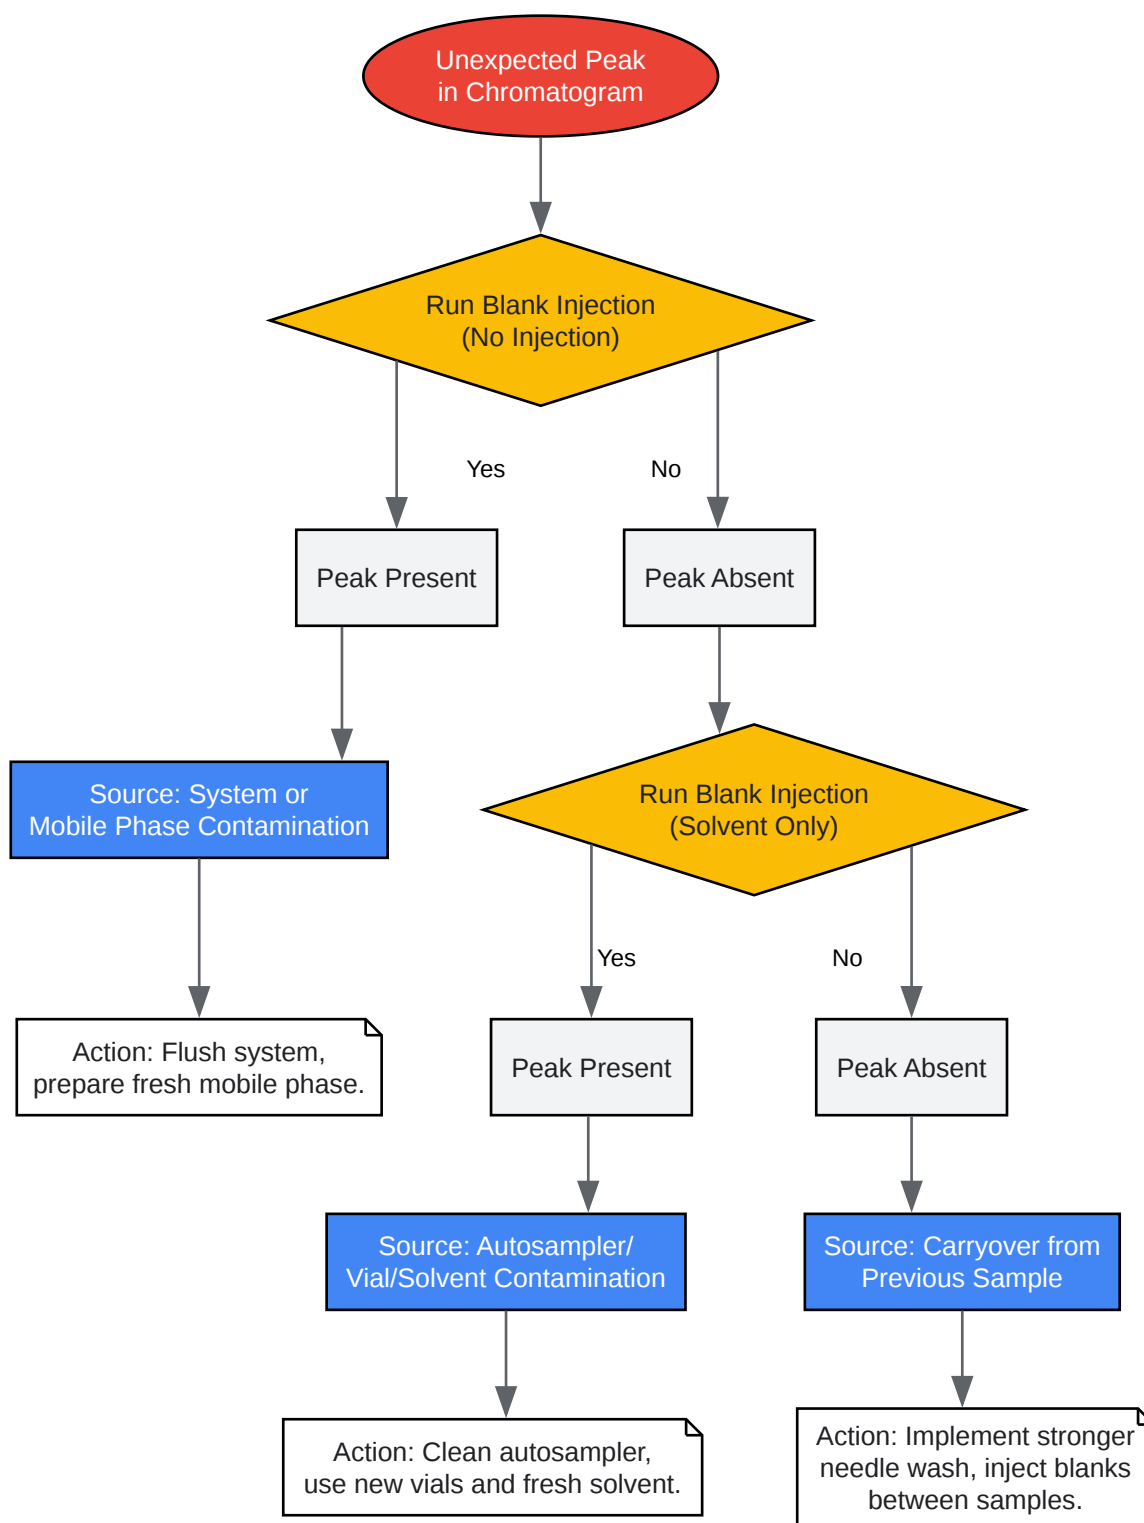 Unexpected Peak
in Chromatogram
Run Blank Injection
(No Injection)
Yes
No
Peak Present
Peak Absent
Source: System or
Mobile Phase Contamination
Run Blank Injection
(Solvent Only)
Yes
No
Action: Flush system,
prepare fresh mobile phase.
Peak Present
Peak Absent
Source: Autosampler/
Vial/Solvent Contamination
Source: Carryover from
Previous Sample
Action: Clean autosampler,
use new vials and fresh solvent.
Action: Implement stronger
needle wash, inject blanks
between samples.